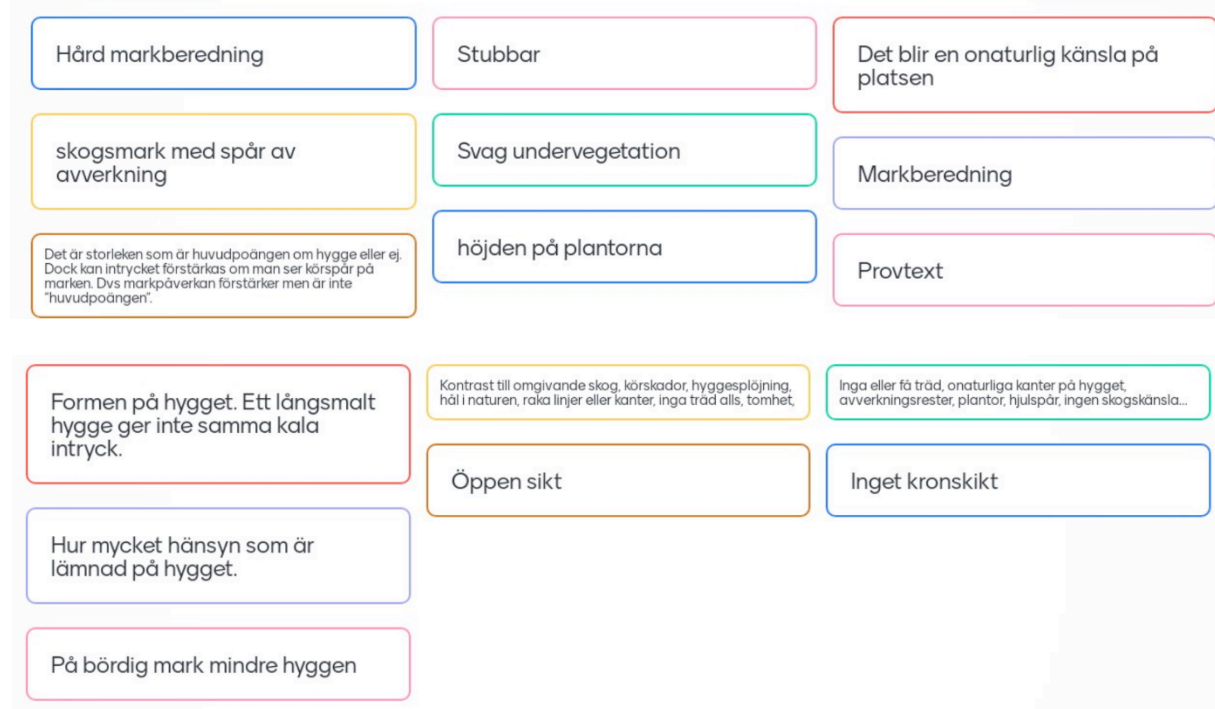 Hård markberedning
skogsmark med spår av
avverkning
Det är storleken som är huvudpoängen om hygge eller ej.
Dock kan intrycket förstärkas om man ser körspår på
marken. Dvs markpåverkan förstärker men är inte
"huvudpoängen".
Stubbar
Svag undervegetation
höjden på plantorna
Det blir en onaturlig känsla på
platsen
Markberedning
Provtext
Formen på hygget. Ett långsmalt
hygge ger inte samma kala
intryck.
Hur mycket hänsyn som är
lämnad på hygget.
På bördig mark mindre hyggen
Kontrast till omgivande skog, körskador, hyggesplöjning,
hål i naturen, raka linjer eller kanter, inga träd alls, tomhet,
Öppen sikt
Inga eller få träd, onaturliga kanter på hygget,
avverkningsrester, plantor, hjulspår, ingen skogskänsla...
Inget kronskikt